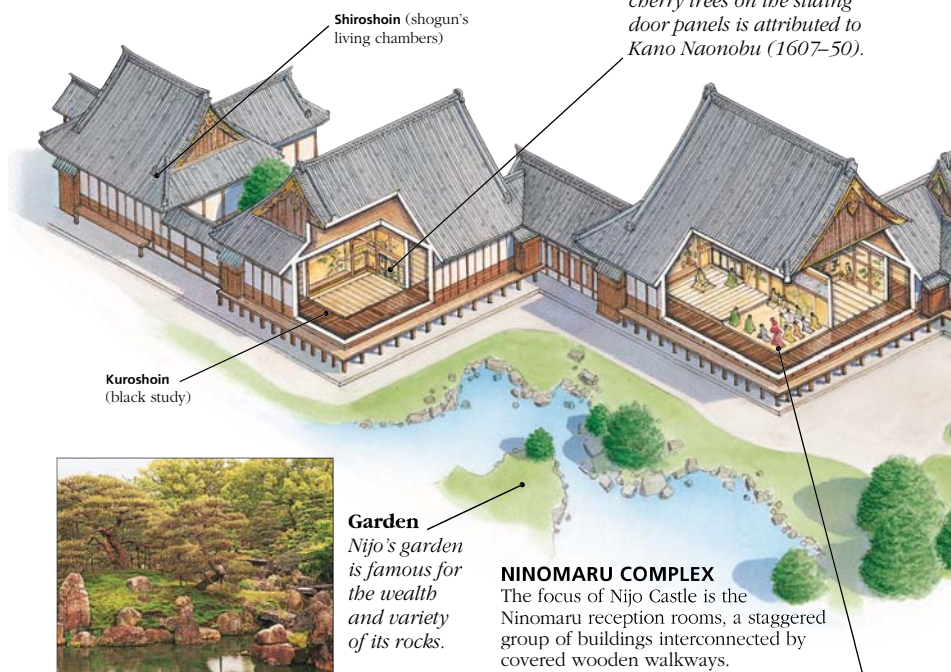 Shiroshoin (shogun's
living chambers)
cherry trees on the sliding
door panels is attributed to
Kano Naonobu (1607–50).
Kuroshoin
(black study)
Garden
Nijo's garden
is famous for
the wealth
and variety
of its rocks.
NINOMARU COMPLEX
The focus of Nijo Castle is the
Ninomaru reception rooms, a staggered
group of buildings interconnected by
covered wooden walkways.